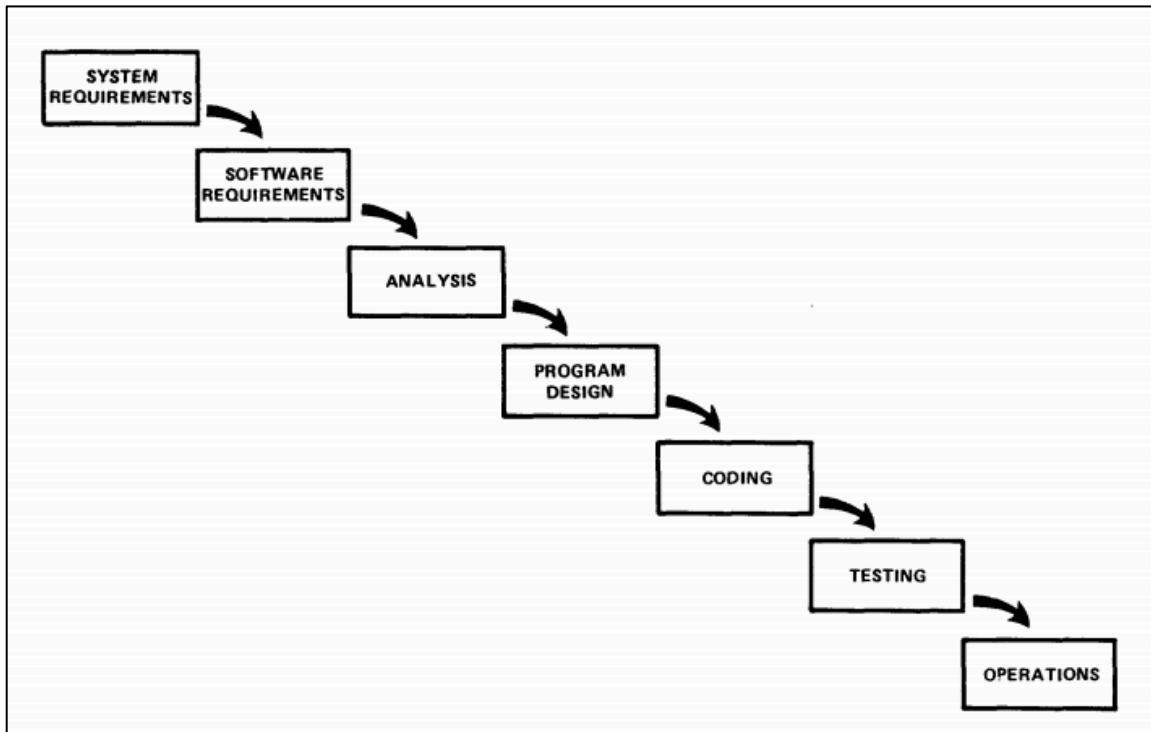 SYSTEM
REQUIREMENTS
SOFTWARE
REQUIREMENTS
ANALYSIS
PROGRAM
DESIGN
CODING
TESTING
OPERATIONS